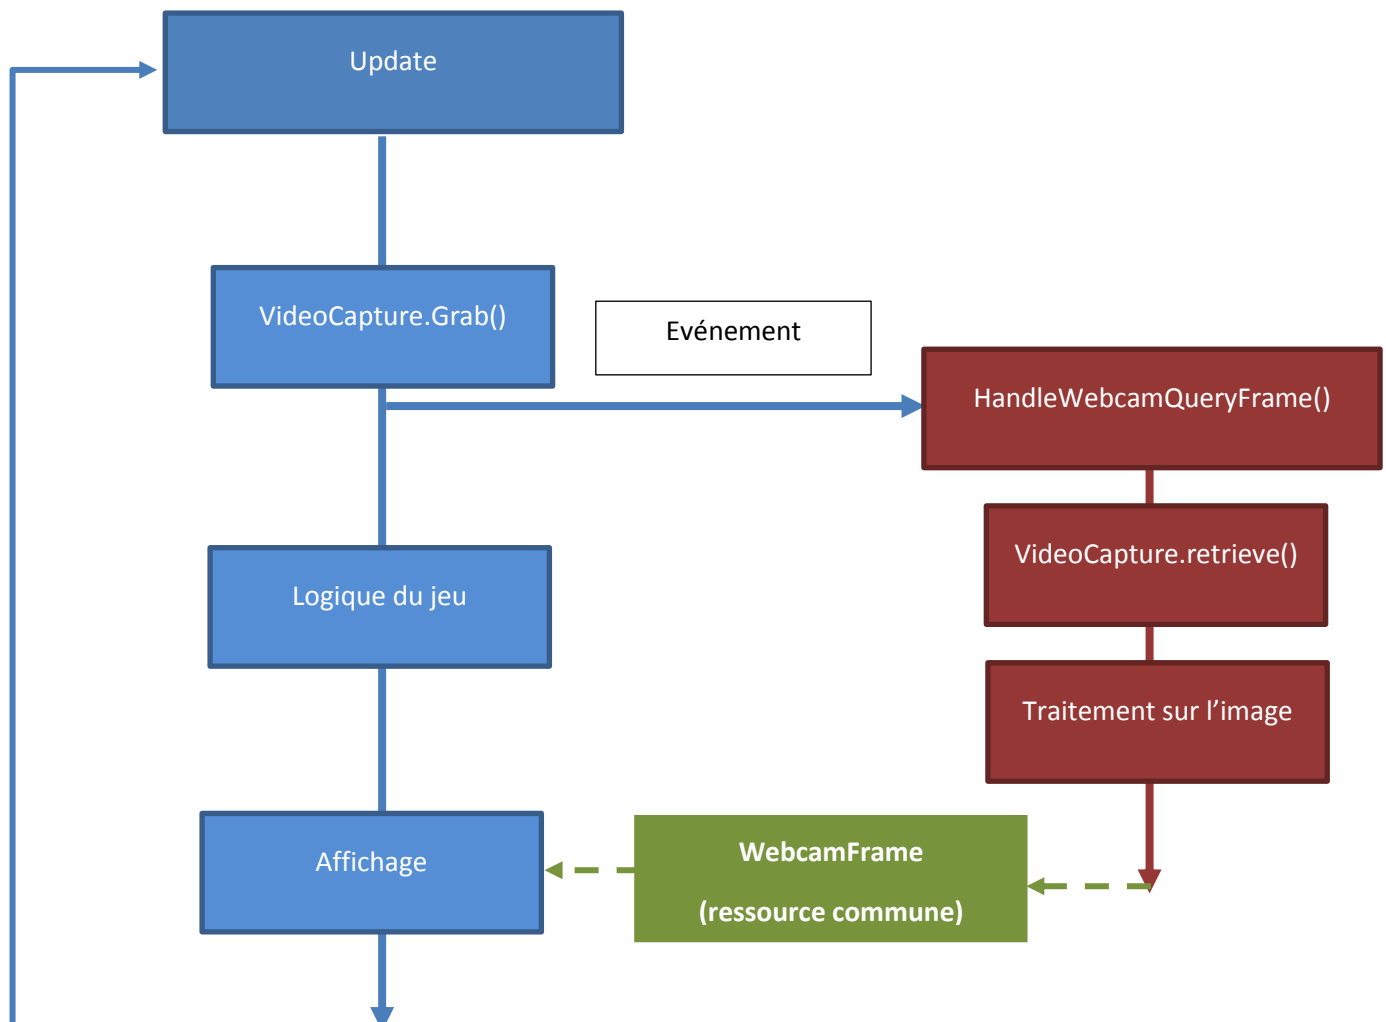 Update
VideoCapture.Grab()
Evénement
HandleWebcamQueryFrame()
VideoCapture.retrieve()
Logique du jeu
Traitement sur l’image
Affichage
WebcamFrame
(ressource commune)